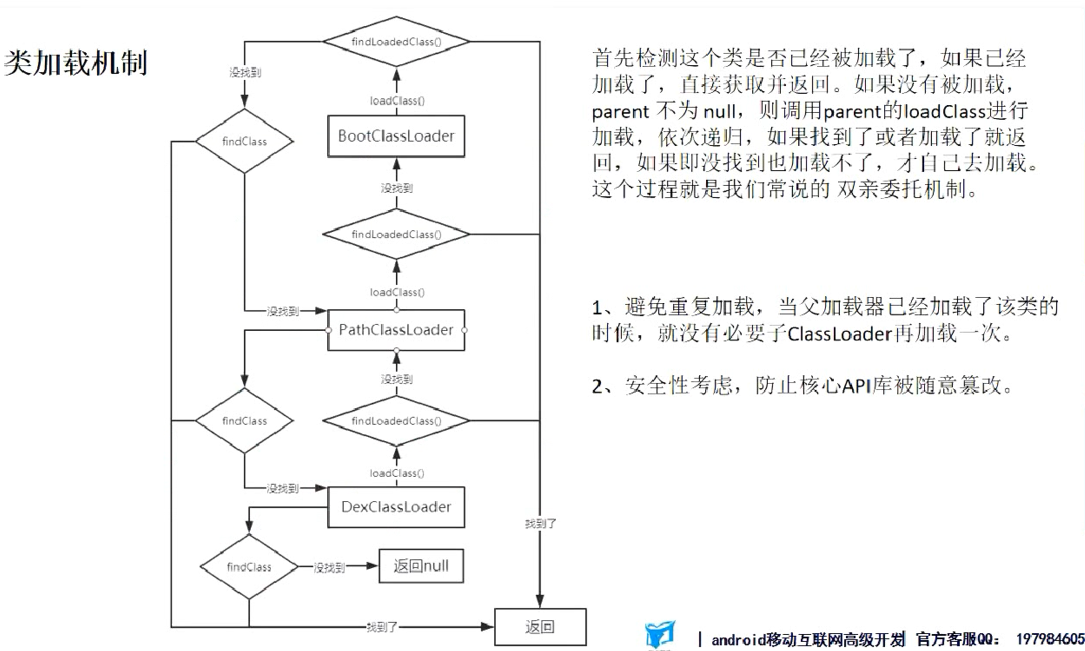 类加载机制
findLoadedClass()
没找到
loadClass()
findClass
BootClassLoader
没找到
findLoadedClass()
loadClass()
没找到
PathClassLoader
没找到
findClass
findLoadedClass()
loadClass()
没找到
DexClassLoader
找到了
findClass
没找到
返回null
找到了
返回
首先检测这个类是否已经被加载了，如果已经
加载了，直接获取并返回。如果没有被加载，
parent 不为 null，则调用parent的loadClass进行
加载，依次递归，如果找到了或者加载了就返
回，如果即没找到也加载不了，才自己去加载。
这个过程就是我们常说的 双亲委托机制。
1、避免重复加载，当父加载器已经加载了该类的
时候，就没有必要子ClassLoader再加载一次。
2、安全性考虑，防止核心API库被随意篡改。
| android移动互联网高级开发| 官方客服QQ： 197984605